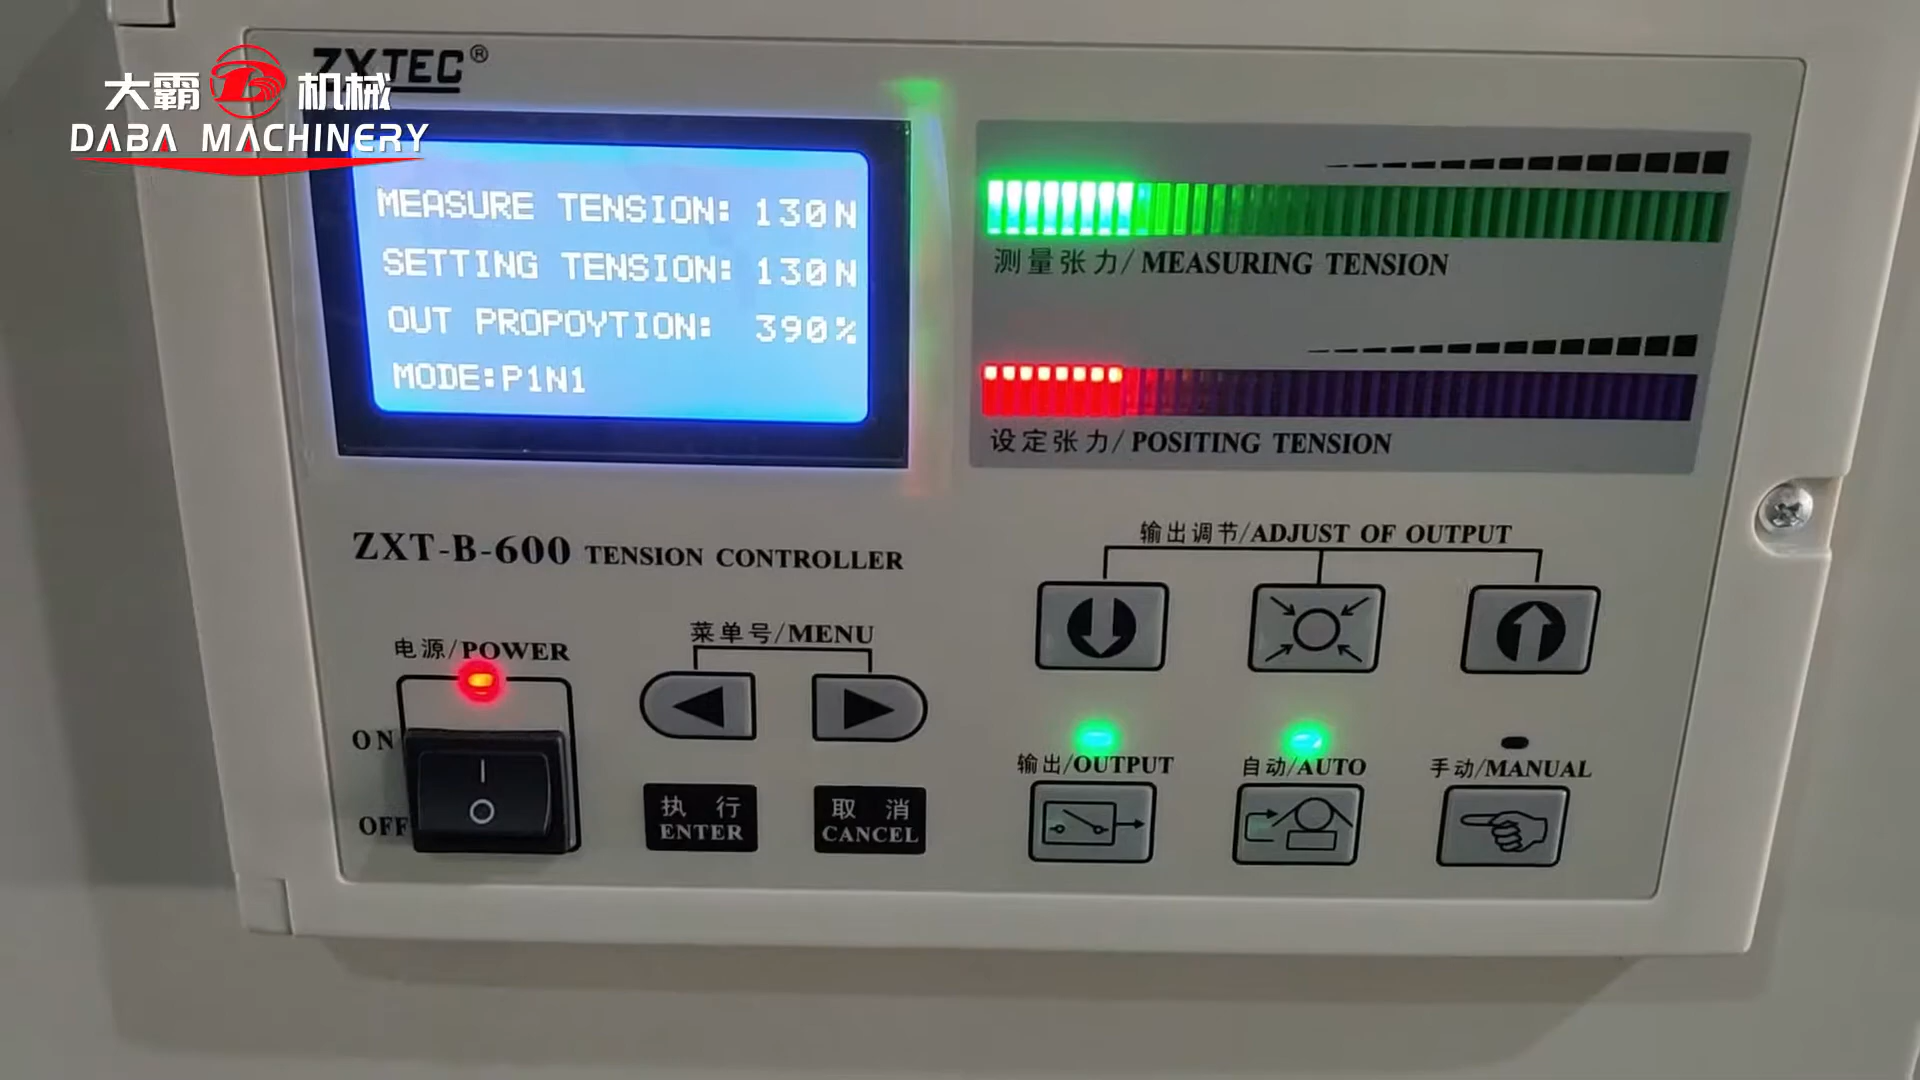 ZXTEC®
大霸 机械
DABA MACHINERY
MEASURE TENSION: 130N
SETTING TENSION: 130N
OUT PROPOYTION: 390%
MODE:P1N1
测量张力/MEASURING TENSION
设定张力/POSITING TENSION
ZXT-B-600 TENSION CONTROLLER
输出调节/ADJUST OF OUTPUT
电源/POWER
菜单号/MENU
ON
OFF
执行
ENTER
取消
CANCEL
输出/OUTPUT
自动/AUTO
手动/MANUAL